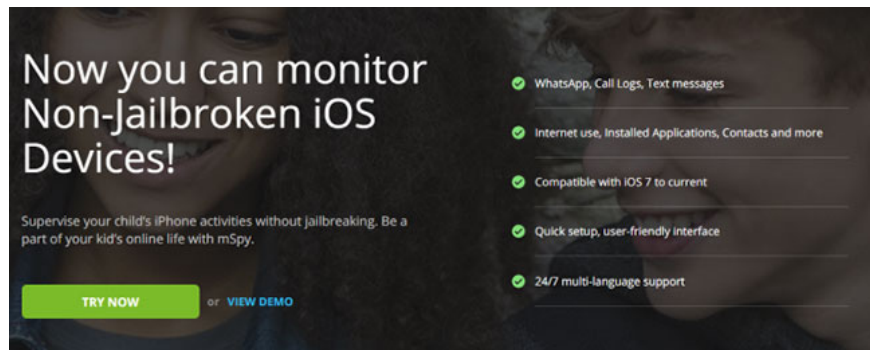 Now you can monitor
Non-Jailbroken iOS
Devices!
Supervise your child's iPhone activities without jailbreaking. Be a
part of your kid's online life with mSpy.
TRY NOW or VIEW DEMO
WhatsApp, Call Logs, Text messages
Internet use, Installed Applications, Contacts and more
Compatible with iOS 7 to current
Quick setup, user-friendly interface
24/7 multi-language support